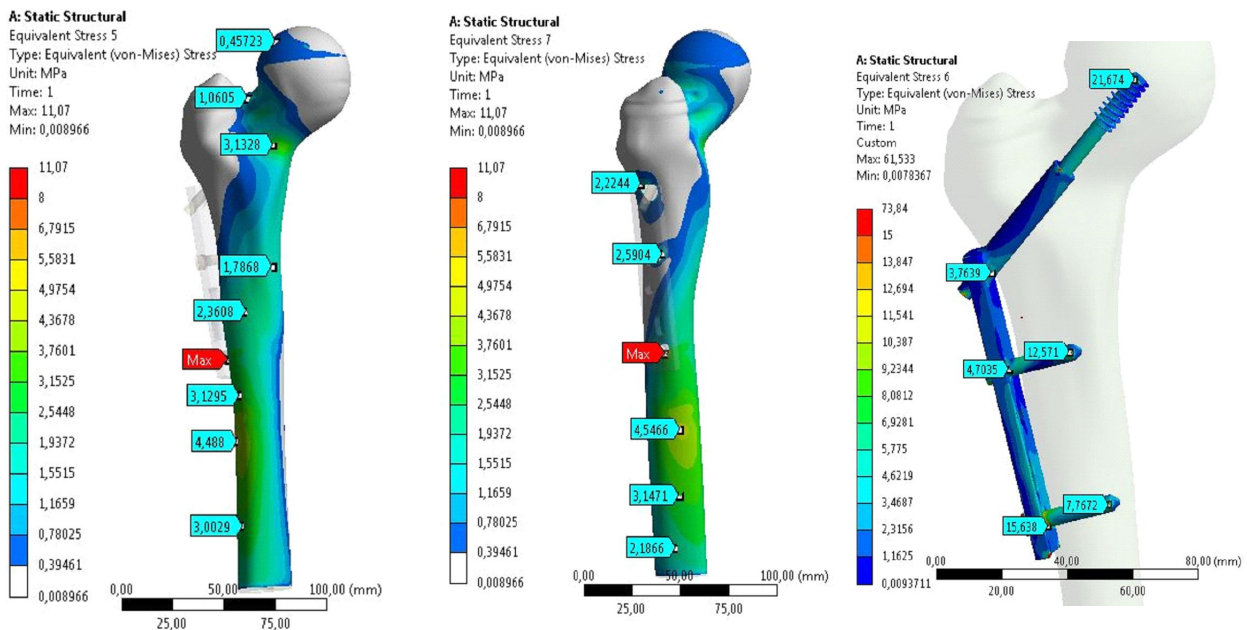 A: Static Structural
Equivalent Stress 5
Type: Equivalent (von-Mises) Stress
Unit: MPa
Time: 1
Max: 11,07
Min: 0,008966
11,07
8
6,7915
5,5831
4,9754
4,3678
3,7601
3,1525
2,5448
1,9372
1,5515
1,1659
0,78025
0,39461
0,008966
0,45723
1,0605
3,1328
1,7868
2,3608
Max
3,1295
4,488
3,0029
0,00
50,00
100,00 (mm)
25,00
75,00
A: Static Structural
Equivalent Stress 7
Type: Equivalent (von-Mises) Stress
Unit: MPa
Time: 1
Max: 11,07
Min: 0,008966
11,07
8
6,7915
5,5831
4,9754
4,3678
3,7601
3,1525
2,5448
1,9372
1,5515
1,1659
0,78025
0,39461
0,008966
2,2244
2,5904
Max
4,5466
3,1471
2,1866
0,00
50,00
100,00 (mm)
25,00
75,00
A: Static Structural
Equivalent Stress 6
Type: Equivalent (von-Mises) Stress
Unit: MPa
Time: 1
Custom
Max: 61,533
Min: 0,0078367
73,84
15
13,847
12,694
11,541
10,387
9,2344
8,0812
6,9281
5,775
4,6219
3,4687
2,3156
1,1625
0,0093711
21,674
3,7639
12,571
4,7035
7,7672
15,638
0,00
40,00
80,00 (mm)
20,00
60,00